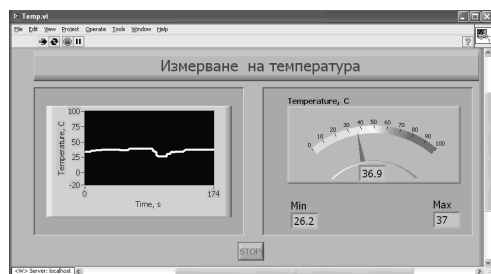 Temp.vi
File Edit View Project Operate Tools Window Help
Измерване на температура
Temperature, C
100
75
50
25
0
-20
0
174
Time, s
Temperature, C
0 10 20 30 40 50 60 70 80 90 100
36.9
Min
26.2
Max
37
STOP
<W> Server: localhost